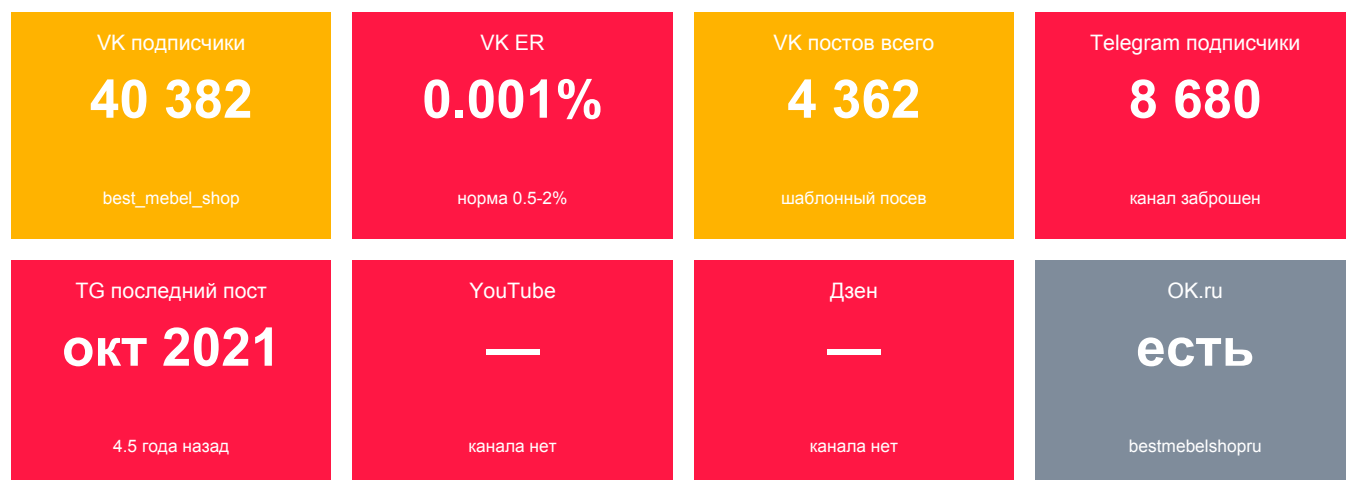 VK подписчики
40 382
best_mebel_shop
VK ER
0.001%
норма 0.5-2%
VK постов всего
4 362
шаблонный посев
Telegram подписчики
8 680
канал заброшен
TG последний пост
окт 2021
4.5 года назад
YouTube
—
канала нет
Дзен
—
канала нет
OK.ru
есть
bestmebelshopru